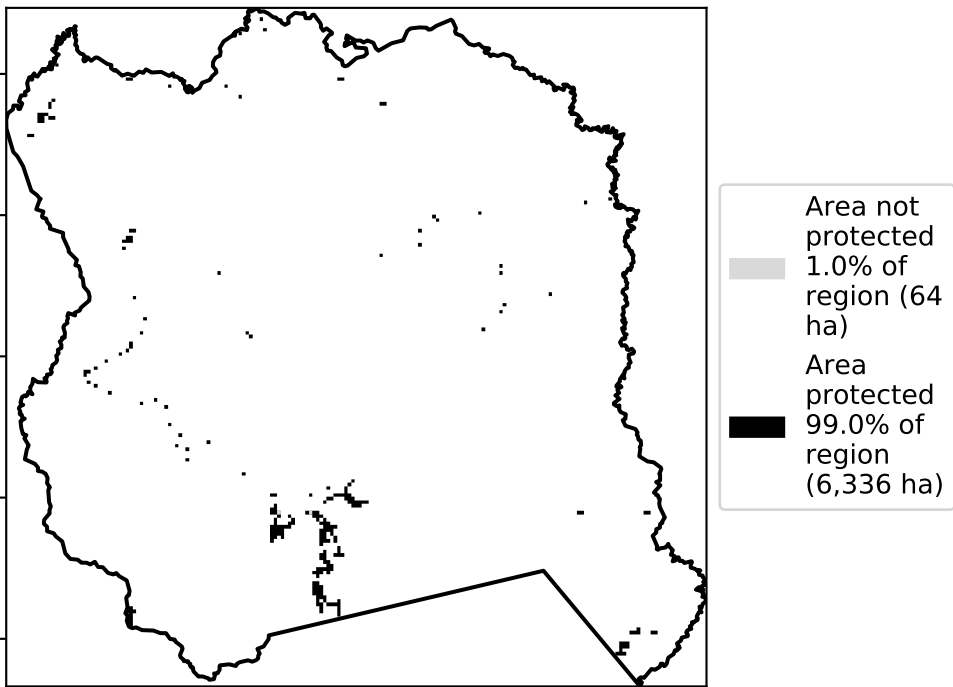 Area not
protected
1.0% of
region (64
ha)
Area
protected
99.0% of
region
(6,336 ha)